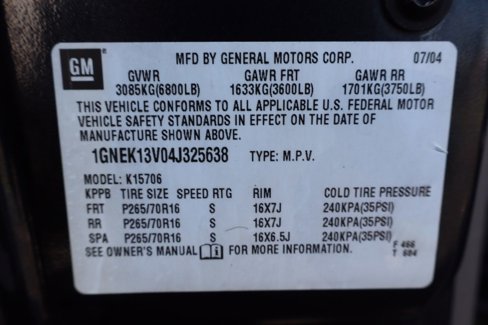 GM MFD BY GENERAL MOTORS CORP. 07/04
GVWR GAWR FRT GAWR RR
3085KG(6800LB) 1633KG(3600LB) 1701KG(3750LB)
THIS VEHICLE CONFORMS TO ALL APPLICABLE U.S. FEDERAL MOTOR
VEHICLE SAFETY STANDARDS IN EFFECT ON THE DATE OF
MANUFACTURE SHOWN ABOVE.
1GNEK13V04J325638 TYPE: M.P.V.
MODEL: K15706
KPPB TIRE SIZE SPEED RTG RIM COLD TIRE PRESSURE
FRT P265/70R16 S 16X7J 240KPA(35PSI)
RR P265/70R16 S 16X7J 240KPA(35PSI)
SPA P265/70R16 S 16X6.5J 240KPA(35PSI)
SEE OWNER'S MANUAL FOR MORE INFORMATION. F 466
T 604